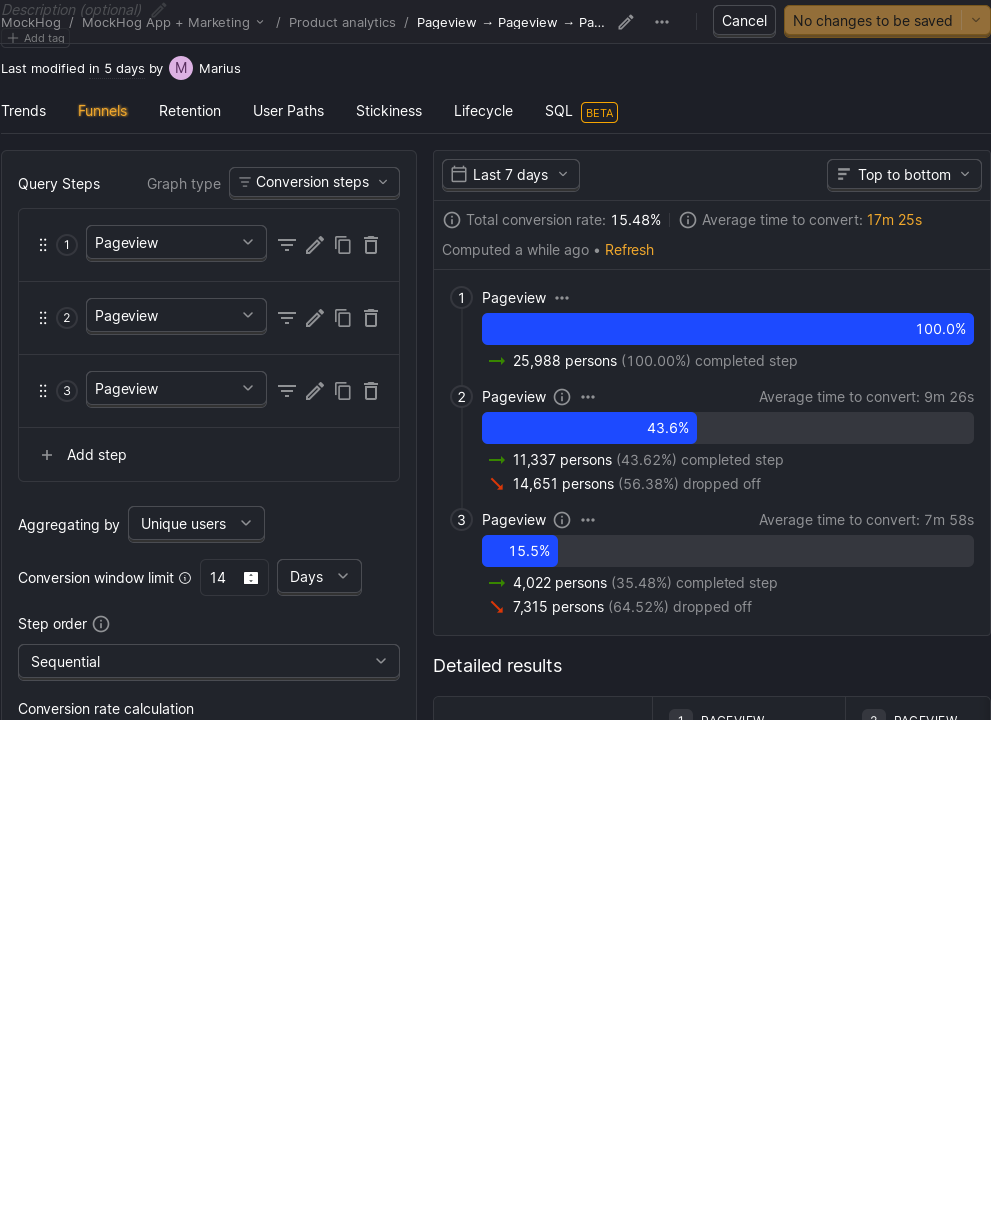 Description (optional)
MockHog / MockHog App + Marketing / Product analytics / Pageview → Pageview → Pa... Cancel No changes to be saved
Add tag
Last modified in 5 days by M Marius
Trends Funnels Retention User Paths Stickiness Lifecycle SQL BETA
Query Steps Graph type Conversion steps
1 Pageview
2 Pageview
3 Pageview
Add step
Aggregating by Unique users
Conversion window limit 14 Days
Step order
Sequential
Conversion rate calculation
Last 7 days Top to bottom
Total conversion rate: 15.48% Average time to convert: 17m 25s
Computed a while ago • Refresh
1 Pageview
100.0%
25,988 persons (100.00%) completed step
2 Pageview Average time to convert: 9m 26s
43.6%
11,337 persons (43.62%) completed step
14,651 persons (56.38%) dropped off
3 Pageview Average time to convert: 7m 58s
15.5%
4,022 persons (35.48%) completed step
7,315 persons (64.52%) dropped off
Detailed results
1 PAGEVIEW 2 PAGEVIEW